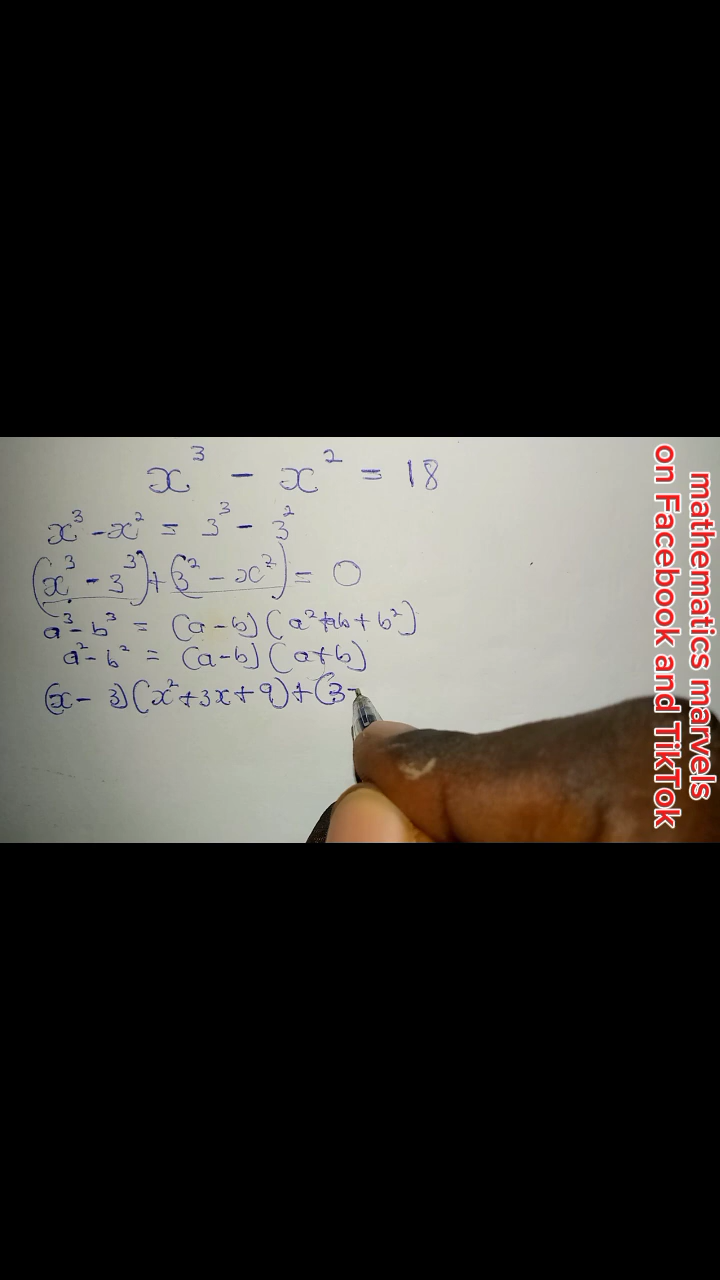 x³ - x² = 18
x³ - x² = 3³ - 3²
(x³ - 3³) + (3² - x²) = 0
a³ - b³ = (a - b)(a² + ab + b²)
a² - b² = (a - b)(a + b)
(x - 3)(x² + 3x + 9) + (3 -
mathematics marvels
on Facebook and TikTok